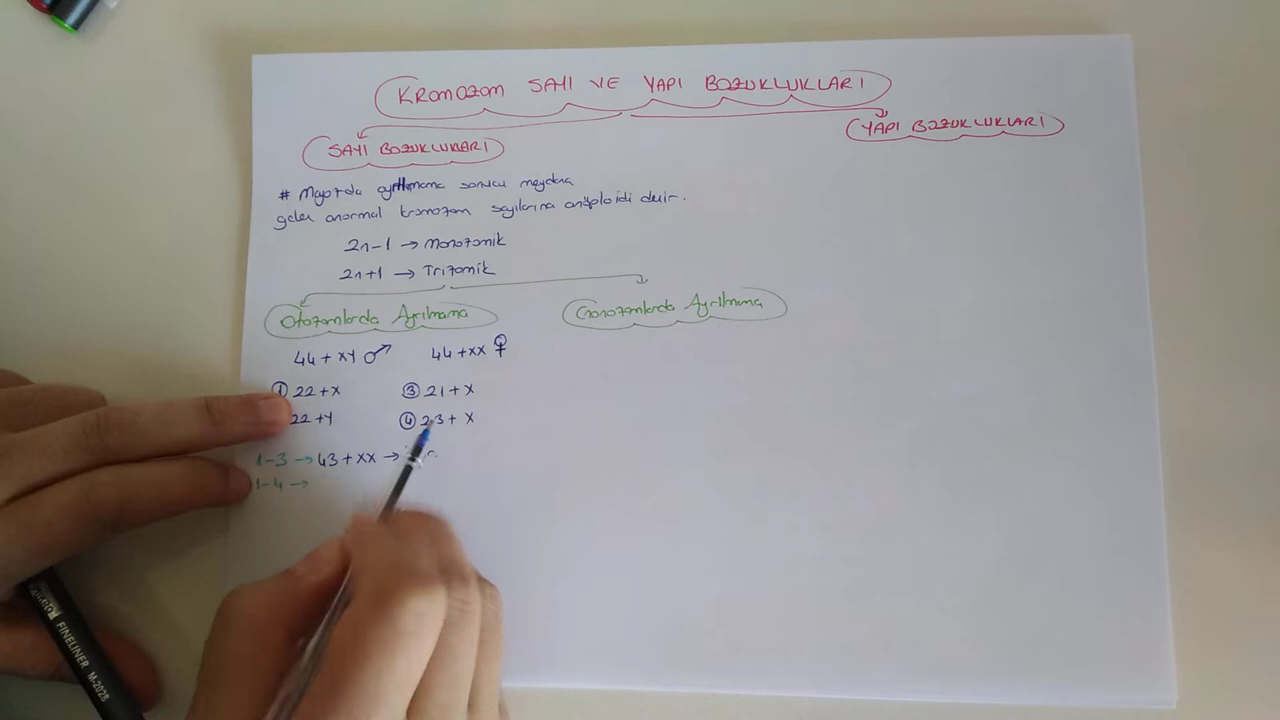 KROMOZOM SAYI VE YAPI BOZUKLUKLARI
SAYI BOZUKLUKLARI
YAPI BOZUKLUKLARI
# Mayozda ayrılmama sonucu meydana
gelen anormal kromozom sayılarına anöploidi denir.
2n-1 → Monozomik
2n+1 → Trizomik
Otozomlarda Ayrılmama
Gonozomlarda Ayrılmama
44+XY ♂ 44+XX ♀
① 22+X ③ 21+X
22+Y ④ 23+X
1-3 → 43+XX →
1-4 →
FINELINER M-2028